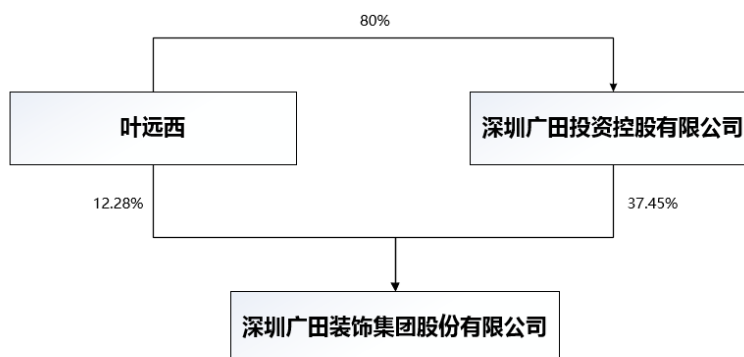 80%
叶远西
深圳广田投资控股有限公司
12.28%
37.45%
深圳广田装饰集团股份有限公司